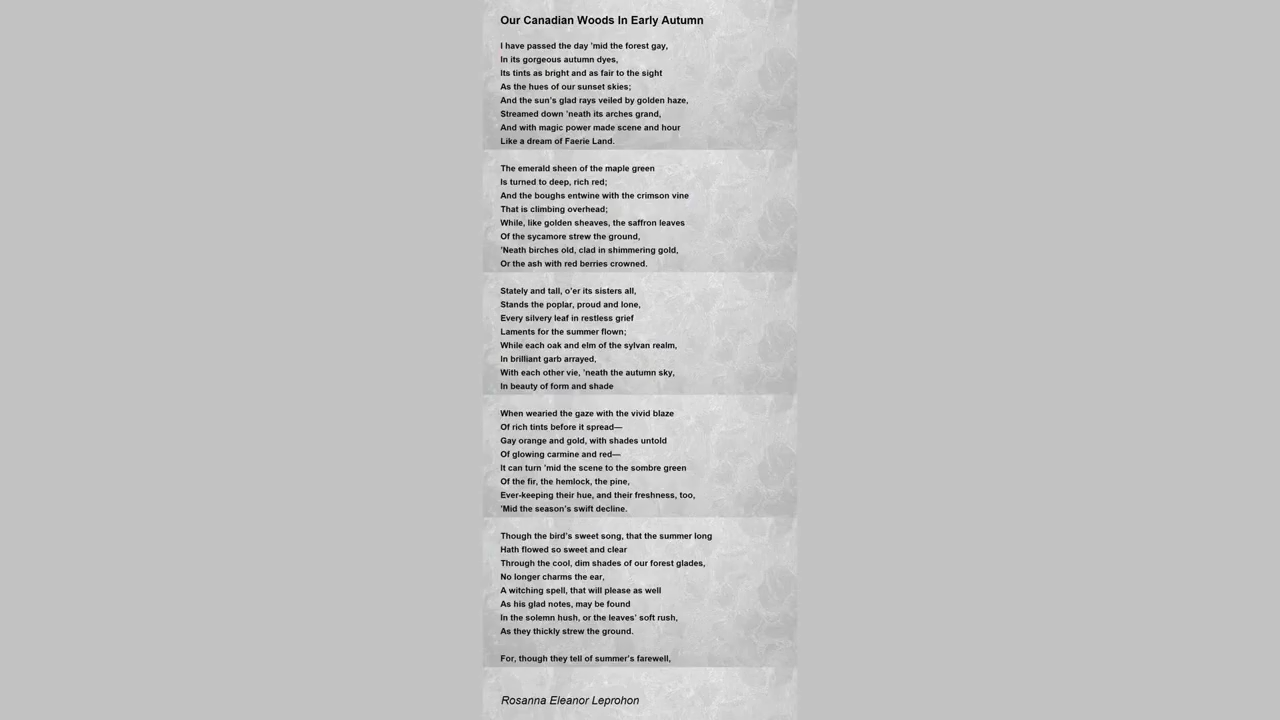 Our Canadian Woods In Early Autumn
I have passed the day 'mid the forest gay,
In its gorgeous autumn dyes,
Its tints as bright and as fair to the sight
As the hues of our sunset skies;
And the sun's glad rays veiled by golden haze,
Streamed down 'neath its arches grand,
And with magic power made scene and hour
Like a dream of Faerie Land.
The emerald sheen of the maple green
Is turned to deep, rich red;
And the boughs entwine with the crimson vine
That is climbing overhead;
While, like golden sheaves, the saffron leaves
Of the sycamore strew the ground,
'Neath birches old, clad in shimmering gold,
Or the ash with red berries crowned.
Stately and tall, o'er its sisters all,
Stands the poplar, proud and lone,
Every silvery leaf in restless grief
Laments for the summer flown;
While each oak and elm of the sylvan realm,
In brilliant garb arrayed,
With each other vie, 'neath the autumn sky,
In beauty of form and shade
When wearied the gaze with the vivid blaze
Of rich tints before it spread—
Gay orange and gold, with shades untold
Of glowing carmine and red—
It can turn 'mid the scene to the sombre green
Of the fir, the hemlock, the pine,
Ever-keeping their hue, and their freshness, too,
'Mid the season's swift decline.
Though the bird's sweet song, that the summer long
Hath flowed so sweet and clear
Through the cool, dim shades of our forest glades,
No longer charms the ear,
A witching spell, that will please as well
As his glad notes, may be found
In the solemn hush, or the leaves' soft rush,
As they thickly strew the ground.
For, though they tell of summer's farewell,
Rosanna Eleanor Leprohon